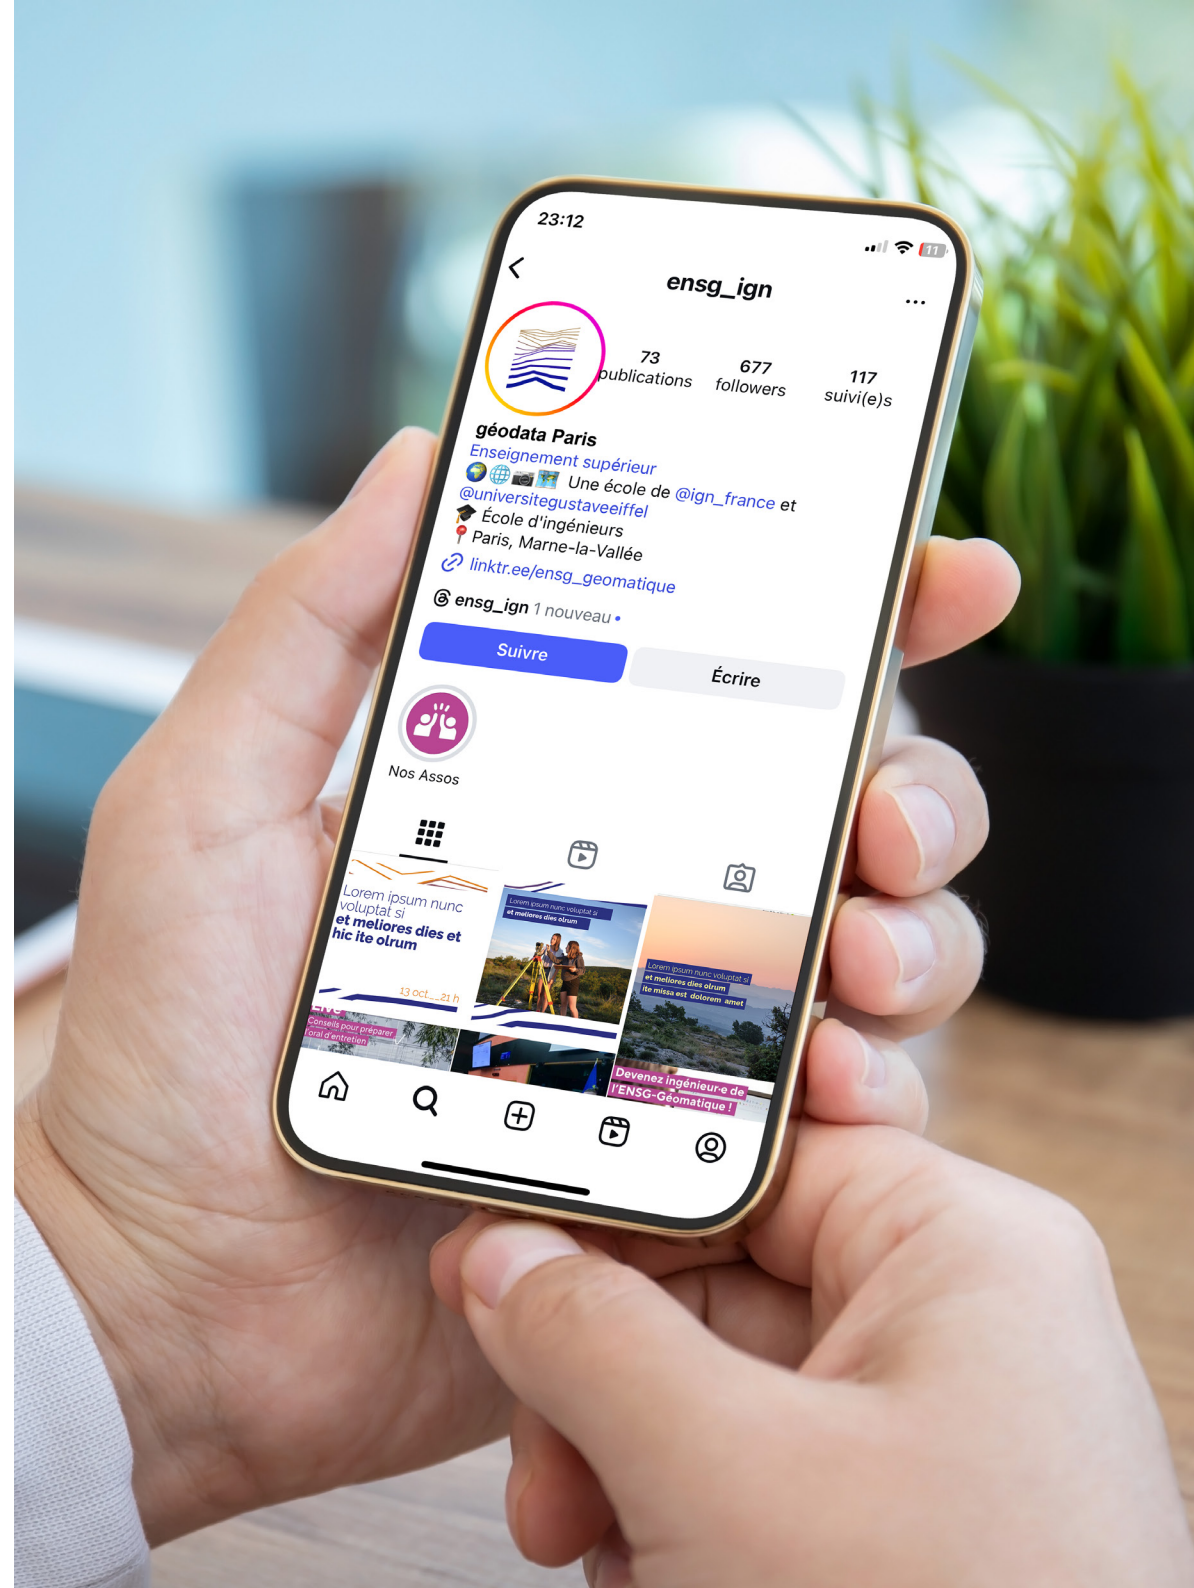 23:12
11
ensg_ign
73
publications
677
followers
117
suivi(e)s
géodata Paris
Enseignement supérieur
Une école de @ign_france et
@universitegustaveeiffel
École d'ingénieurs
Paris, Marne-la-Vallée
linktr.ee/ensg_geomatique
ensg_ign 1 nouveau
Suivre
Écrire
Nos Assos
Lorem ipsum nunc
voluptat si
et meliores dies et
hic ite olrum
13 oct__21 h
Lorem ipsum nunc voluptat si
et meliores dies olrum
Lorem ipsum nunc voluptat si
et meliores dies olrum
ite missa est dolorem amet
Conseils pour préparer
l'oral d'entretien
Devenez ingénieur·e de
l'ENSG-Géomatique !